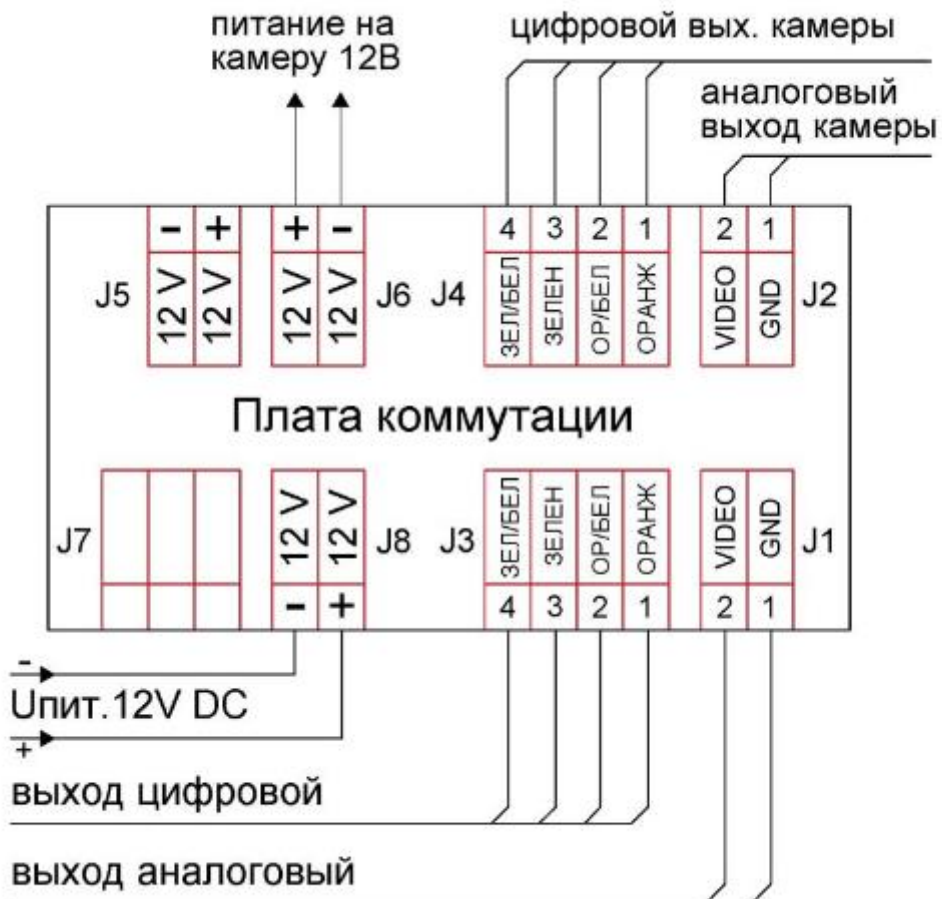 питание на
камеру 12В
цифровой вых. камеры
аналоговый
выход камеры
- + + - 4 3 2 1 2 1
J5 12 V 12 V 12 V 12 V J6 J4 ЗЕЛ/БЕЛ ЗЕЛЕН ОР/БЕЛ ОРАНЖ VIDEO GND J2
Плата коммутации
J7 12 V 12 V J8 J3 ЗЕЛ/БЕЛ ЗЕЛЕН ОР/БЕЛ ОРАНЖ VIDEO GND J1
- + 4 3 2 1 2 1
-
Uпит.12V DC
+
выход цифровой
выход аналоговый